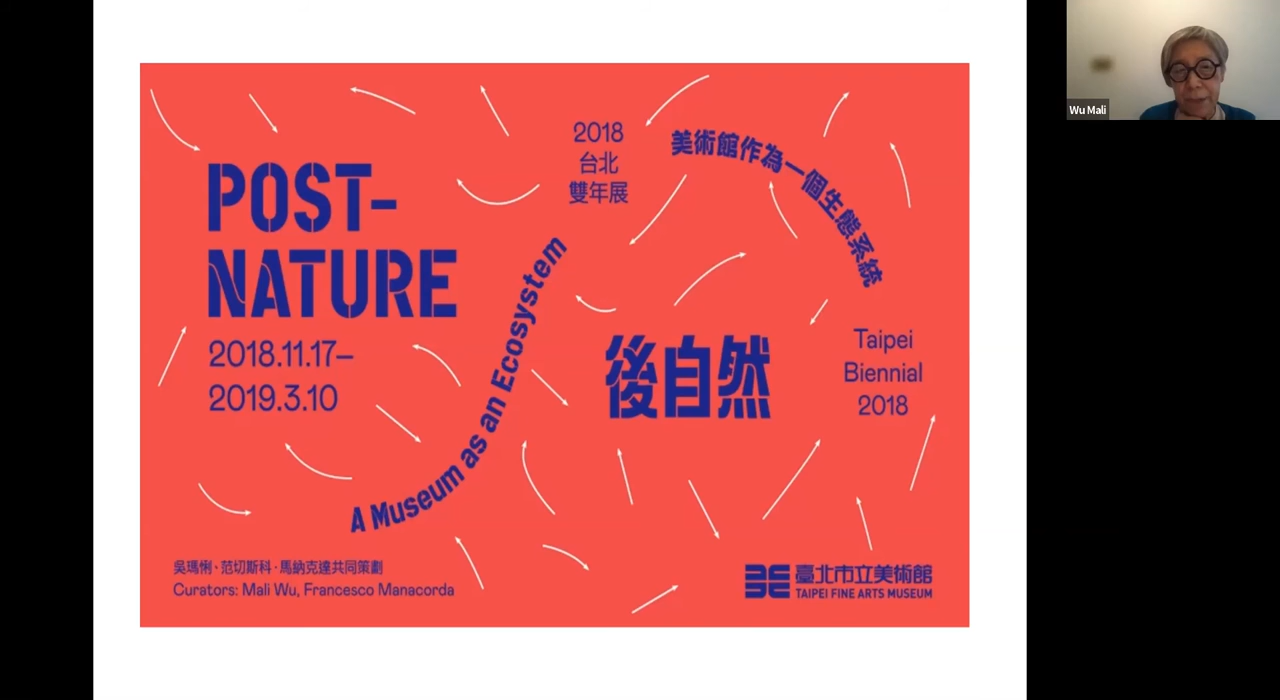 POST-
NATURE
2018.11.17–
2019.3.10
A Museum as an Ecosystem
2018
台北
雙年展
美術館作為一個生態系統
後自然
Taipei
Biennial
2018
吳瑪悧、范切斯科·馬納克達共同策劃
Curators: Mali Wu, Francesco Manacorda
臺北市立美術館
TAIPEI FINE ARTS MUSEUM
Wu Mali